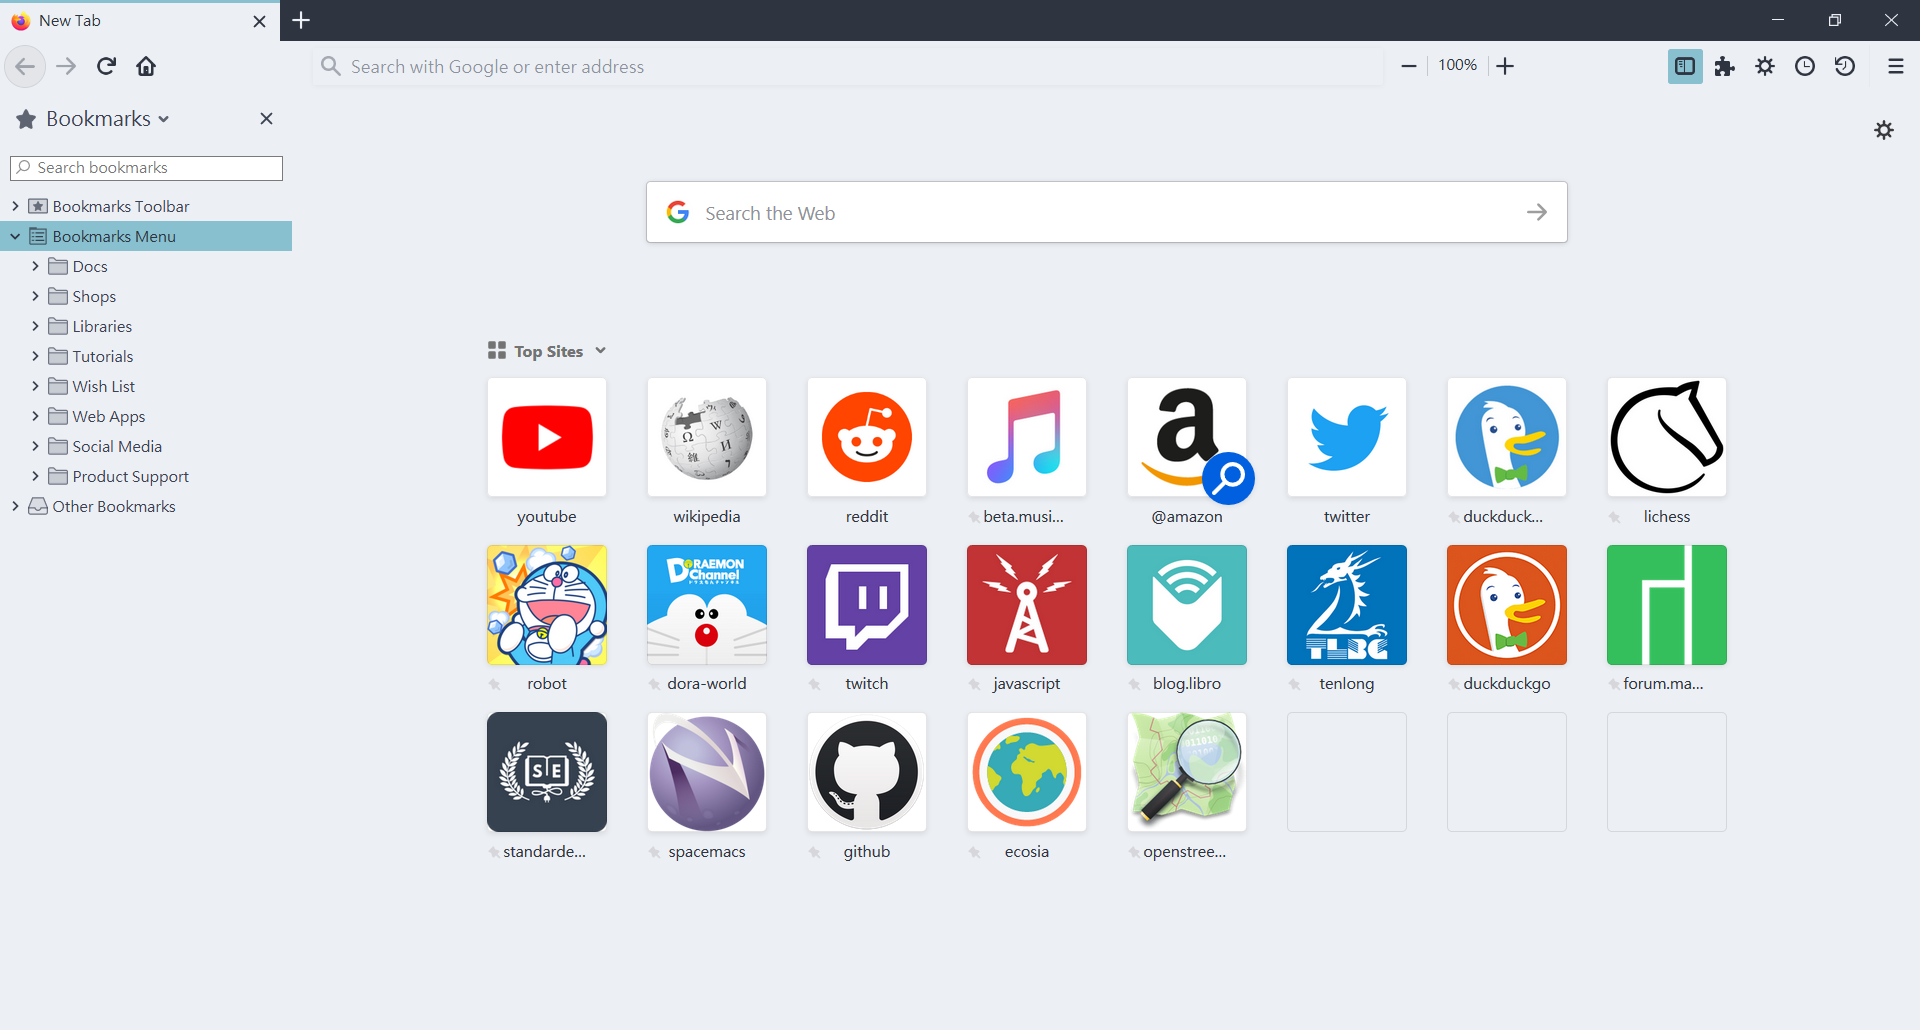 New Tab
Search with Google or enter address
100%
Bookmarks
Search bookmarks
Bookmarks Toolbar
Bookmarks Menu
Docs
Shops
Libraries
Tutorials
Wish List
Web Apps
Social Media
Product Support
Other Bookmarks
Search the Web
Top Sites
youtube
wikipedia
reddit
beta.musi...
@amazon
twitter
duckduck...
lichess
DORAEMON
Channel
TLBC
robot
dora-world
twitch
javascript
blog.libro
tenlong
duckduckgo
forum.ma...
S E
standarde...
spacemacs
github
ecosia
openstree...